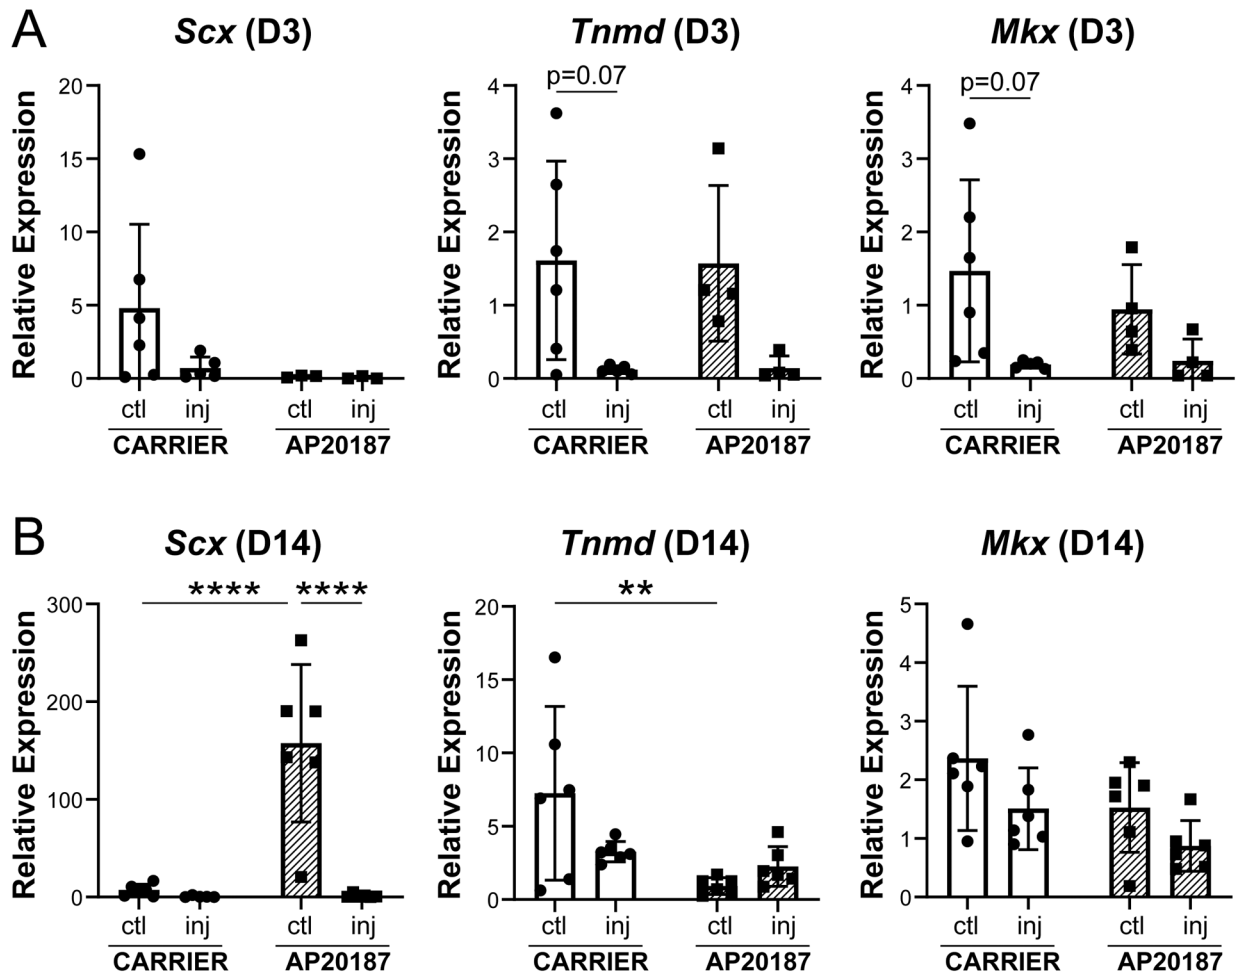 A
Scx (D3)
Tnmd (D3)
Mkx (D3)
Relative Expression
20
15
10
5
0
ctl inj ctl inj
CARRIER AP20187
Relative Expression
4
3
2
1
0
p=0.07
ctl inj ctl inj
CARRIER AP20187
Relative Expression
4
3
2
1
0
p=0.07
ctl inj ctl inj
CARRIER AP20187
B
Scx (D14)
Tnmd (D14)
Mkx (D14)
Relative Expression
300
200
100
0
**** ****
ctl inj ctl inj
CARRIER AP20187
Relative Expression
20
15
10
5
0
**
ctl inj ctl inj
CARRIER AP20187
Relative Expression
5
4
3
2
1
0
ctl inj ctl inj
CARRIER AP20187